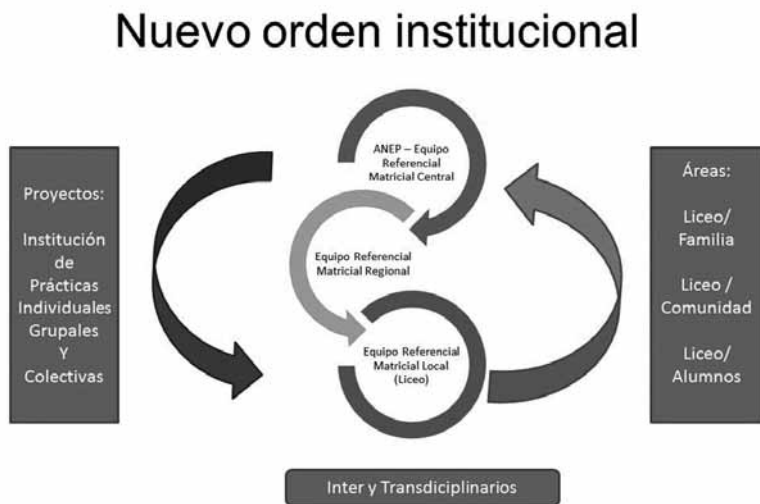 Nuevo orden institucional
Proyectos:
Institución
de
Prácticas
Individuales
Grupales
Y
Colectivas
ANEP – Equipo
Referencial
Matricial Central
Equipo Referencial
Matricial Regional
Equipo Referencial
Matricial Local
(Liceo)
Áreas:
Liceo/
Familia
Liceo /
Comunidad
Liceo/
Alumnos
Inter y Transdiciplinarios